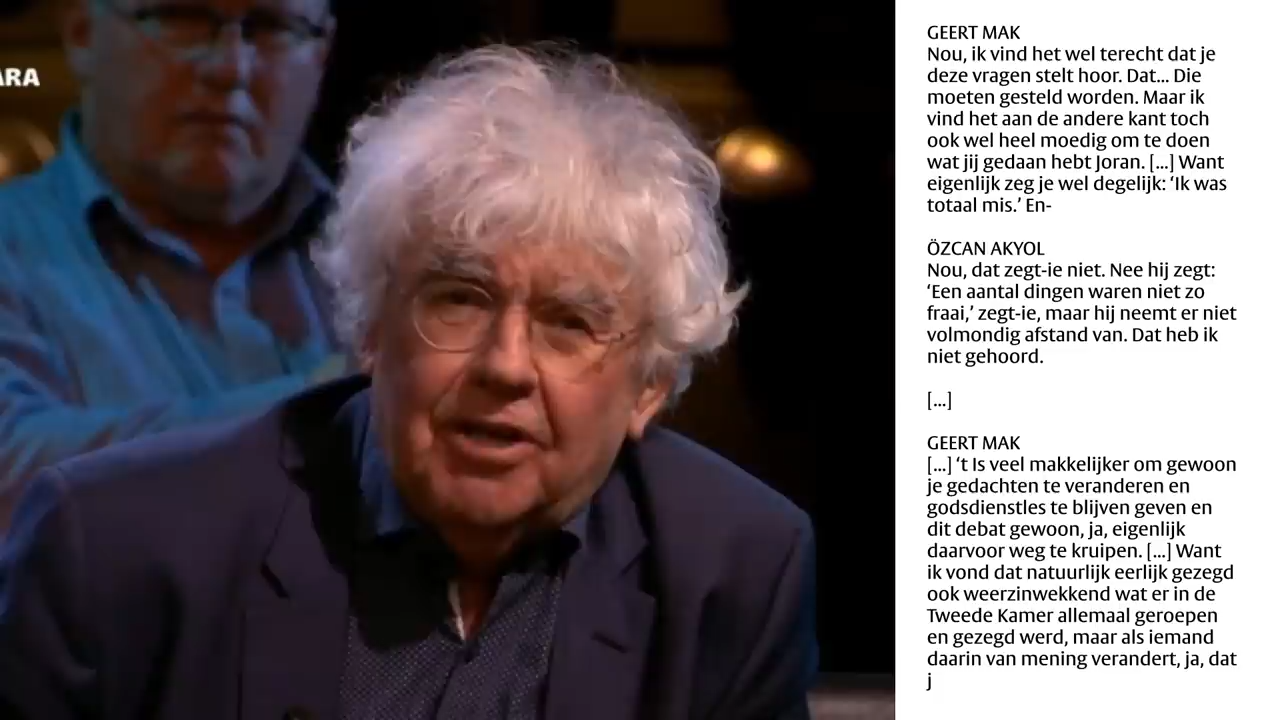 ARA
GEERT MAK
Nou, ik vind het wel terecht dat je
deze vragen stelt hoor. Dat... Die
moeten gesteld worden. Maar ik
vind het aan de andere kant toch
ook wel heel moedig om te doen
wat jij gedaan hebt Joran. [...] Want
eigenlijk zeg je wel degelijk: ‘Ik was
totaal mis.’ En-
ÖZCAN AKYOL
Nou, dat zegt-ie niet. Nee hij zegt:
‘Een aantal dingen waren niet zo
fraai,’ zegt-ie, maar hij neemt er niet
volmondig afstand van. Dat heb ik
niet gehoord.
[...]
GEERT MAK
[...] ‘t Is veel makkelijker om gewoon
je gedachten te veranderen en
godsdienstles te blijven geven en
dit debat gewoon, ja, eigenlijk
daarvoor weg te kruipen. [...] Want
ik vond dat natuurlijk eerlijk gezegd
ook weerzinwekkend wat er in de
Tweede Kamer allemaal geroepen
en gezegd werd, maar als iemand
daarin van mening verandert, ja, dat
j